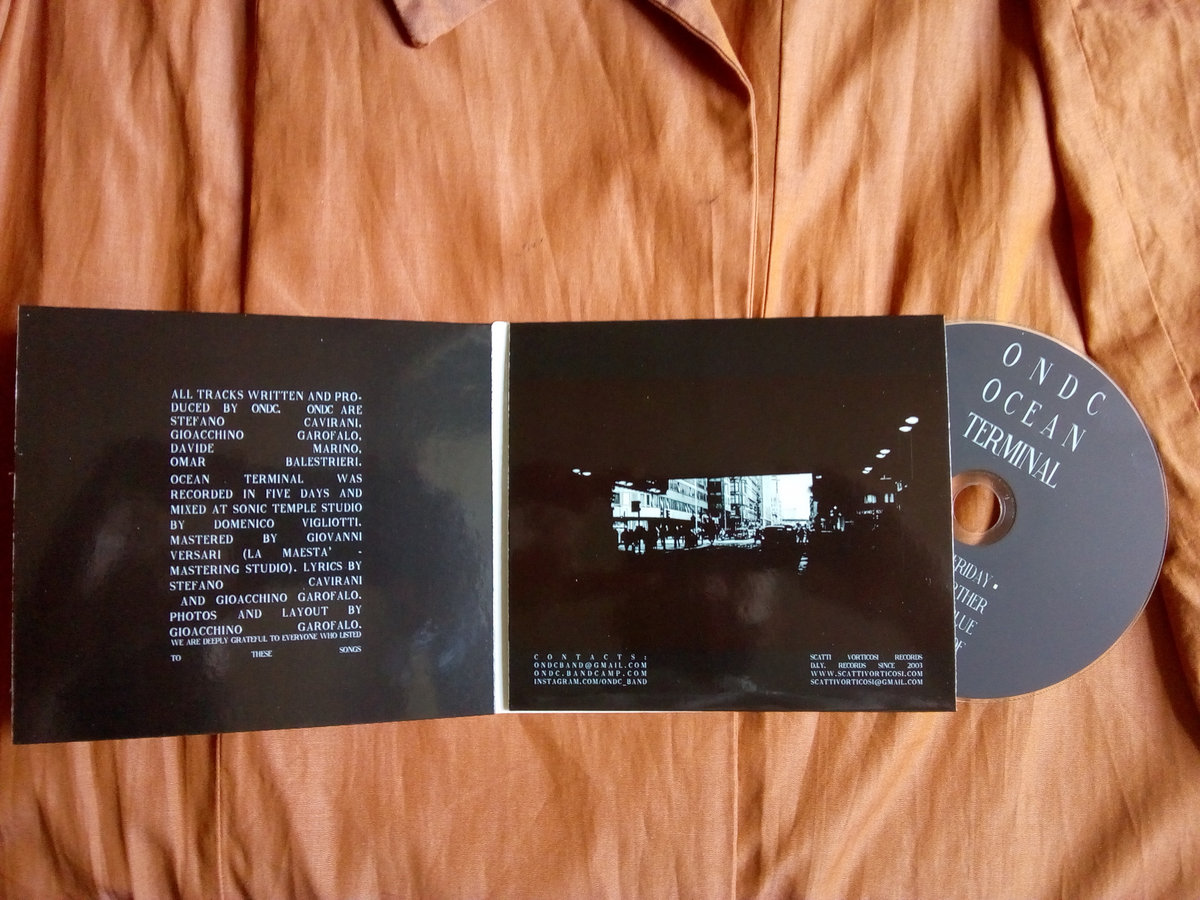 ALL TRACKS WRITTEN AND PRO-
DUCED BY ONDC. ONDC ARE
STEFANO CAVIRANI,
GIOACCHINO GAROFALO,
DAVIDE MARINO,
OMAR BALESTRIERI.
OCEAN TERMINAL WAS
RECORDED IN FIVE DAYS AND
MIXED AT SONIC TEMPLE STUDIO
BY DOMENICO VIGLIOTTI.
MASTERED BY GIOVANNI
VERSARI (LA MAESTA' -
MASTERING STUDIO). LYRICS BY
STEFANO CAVIRANI
AND GIOACCHINO GAROFALO.
PHOTOS AND LAYOUT BY
GIOACCHINO GAROFALO.
WE ARE DEEPLY GRATEFUL TO EVERYONE WHO LISTED
TO THESE SONGS
CONTACTS:
ONDCBAND@GMAIL.COM
ONDC.BANDCAMP.COM
INSTAGRAM.COM/ONDC_BAND
SCATTI VORTICOSI RECORDS
D.I.Y. RECORDS SINCE 2003
WWW.SCATTIVORTICOSI.COM
SCATTIVORTICOSI@GMAIL.COM
ONDC
OCEAN
TERMINAL
FRIDAY